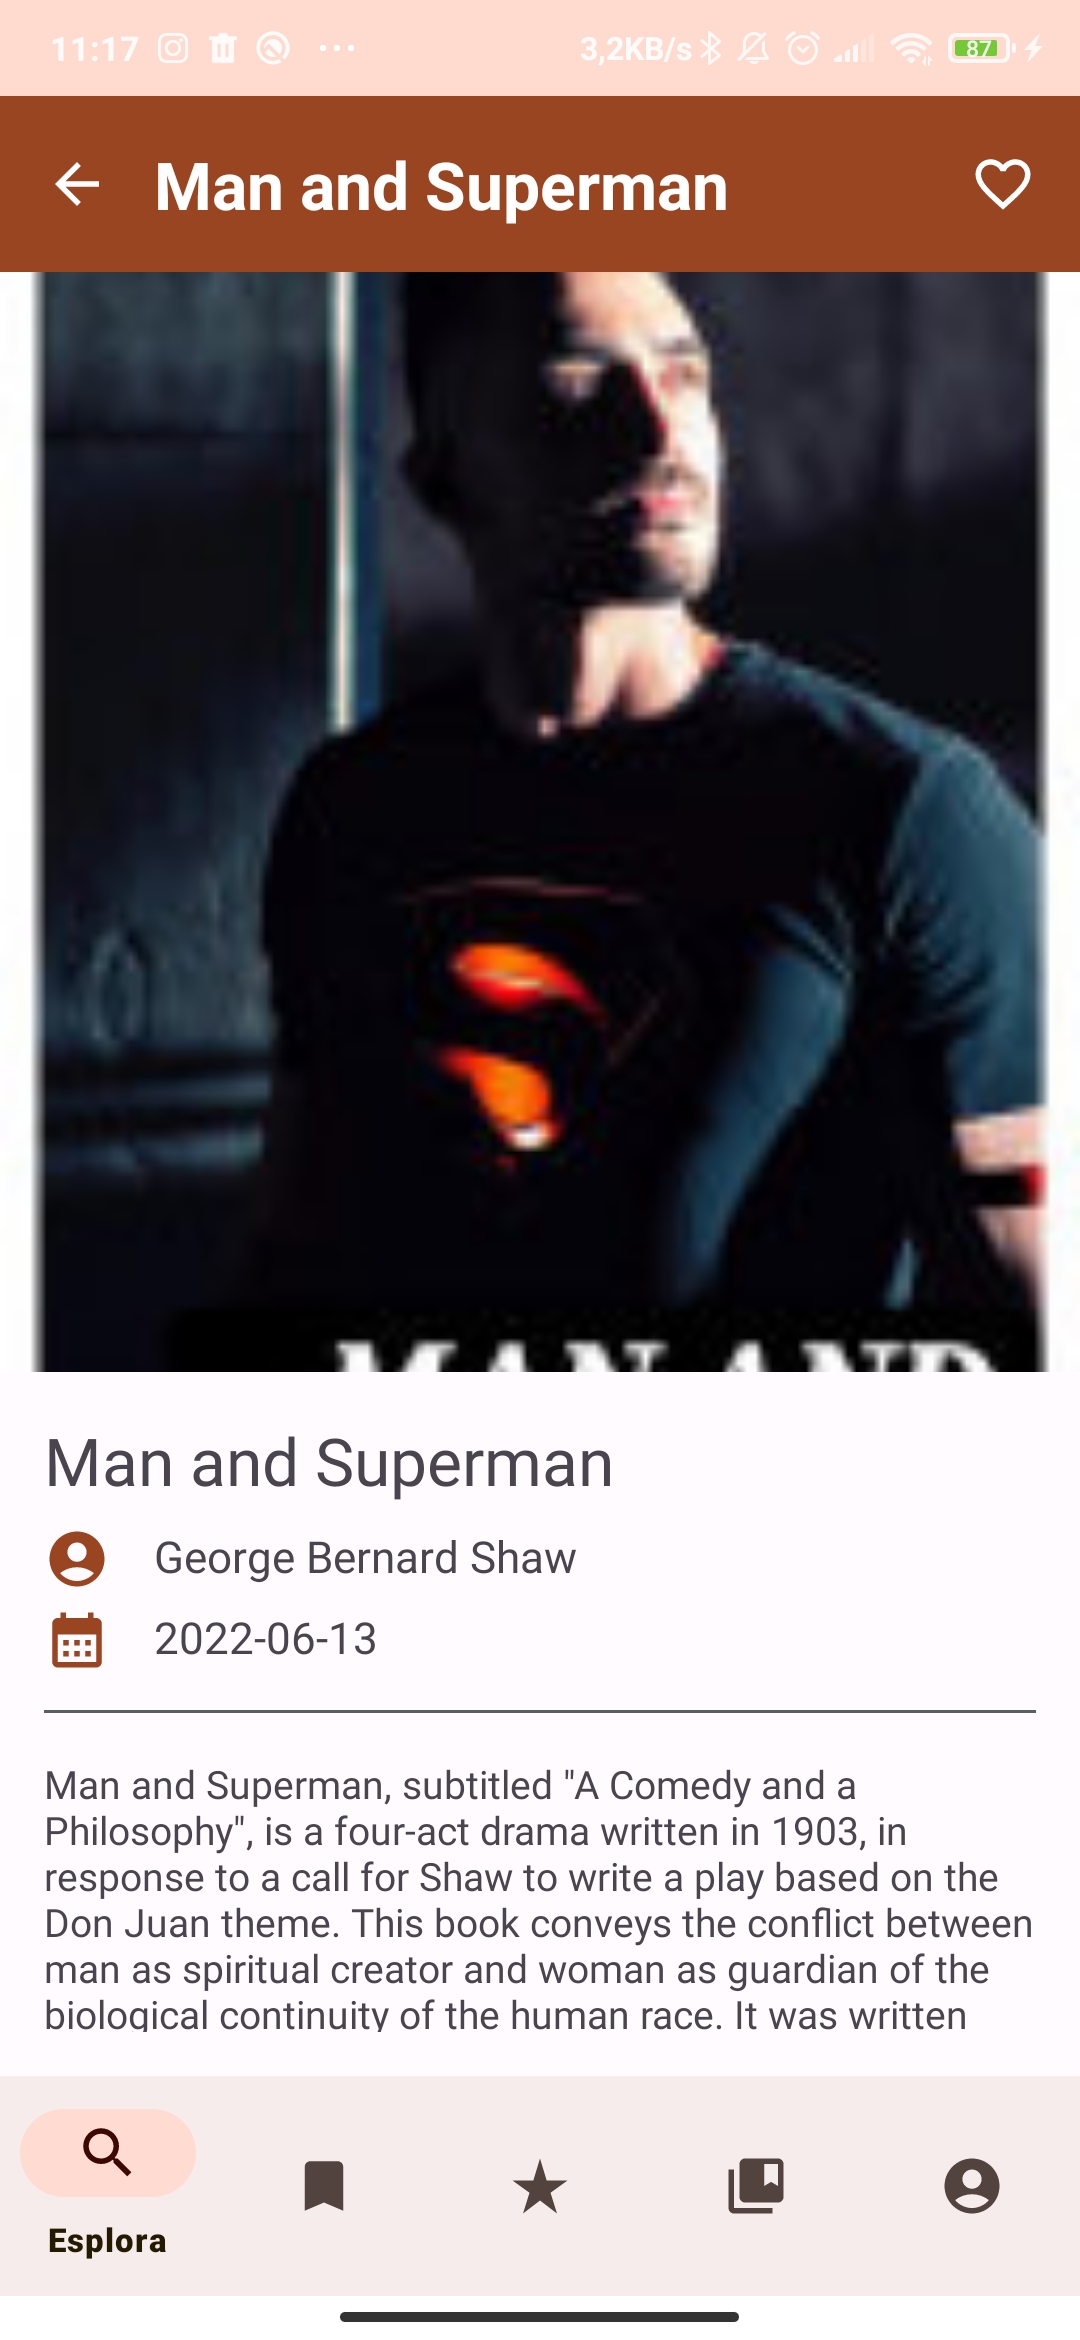 11:17 3,2KB/s 87
Man and Superman
MAN AND
Man and Superman
George Bernard Shaw
2022-06-13
Man and Superman, subtitled "A Comedy and a
Philosophy", is a four-act drama written in 1903, in
response to a call for Shaw to write a play based on the
Don Juan theme. This book conveys the conflict between
man as spiritual creator and woman as guardian of the
biological continuity of the human race. It was written
Esplora